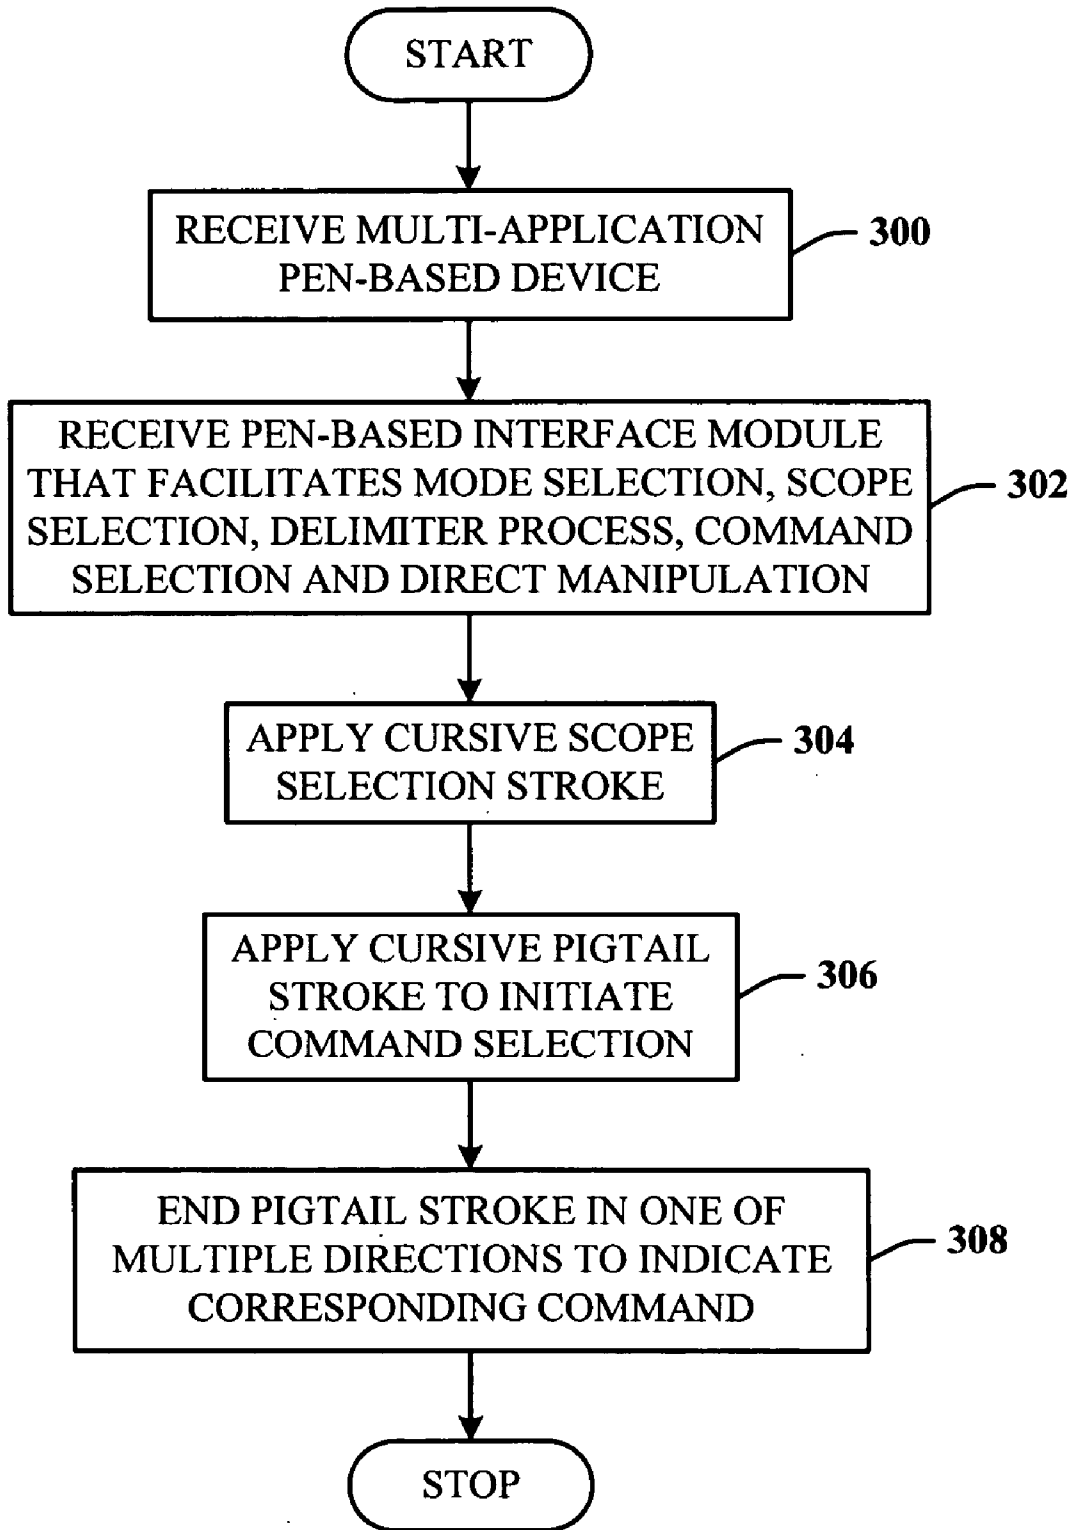 START
RECEIVE MULTI-APPLICATION
PEN-BASED DEVICE
300
RECEIVE PEN-BASED INTERFACE MODULE
THAT FACILITATES MODE SELECTION, SCOPE
SELECTION, DELIMITER PROCESS, COMMAND
SELECTION AND DIRECT MANIPULATION
302
APPLY CURSIVE SCOPE
SELECTION STROKE
304
APPLY CURSIVE PIGTAIL
STROKE TO INITIATE
COMMAND SELECTION
306
END PIGTAIL STROKE IN ONE OF
MULTIPLE DIRECTIONS TO INDICATE
CORRESPONDING COMMAND
308
STOP